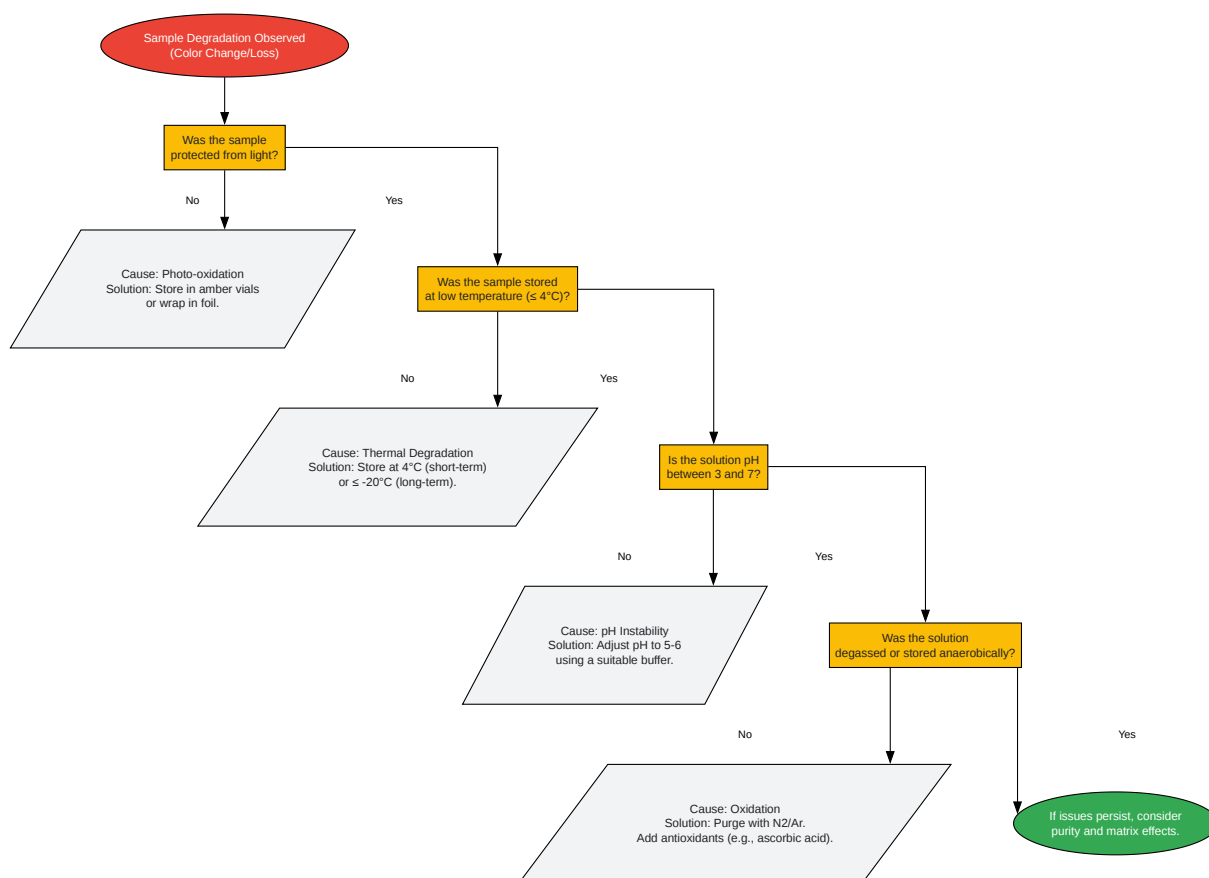 Sample Degradation Observed
(Color Change/Loss)
Was the sample
protected from light?
No
Yes
Cause: Photo-oxidation
Solution: Store in amber vials
or wrap in foil.
Was the sample stored
at low temperature (≤ 4°C)?
No
Yes
Cause: Thermal Degradation
Solution: Store at 4°C (short-term)
or ≤ -20°C (long-term).
Is the solution pH
between 3 and 7?
No
Yes
Cause: pH Instability
Solution: Adjust pH to 5-6
using a suitable buffer.
Was the solution
degassed or stored anaerobically?
No
Yes
Cause: Oxidation
Solution: Purge with N2/Ar.
Add antioxidants (e.g., ascorbic acid).
If issues persist, consider
purity and matrix effects.